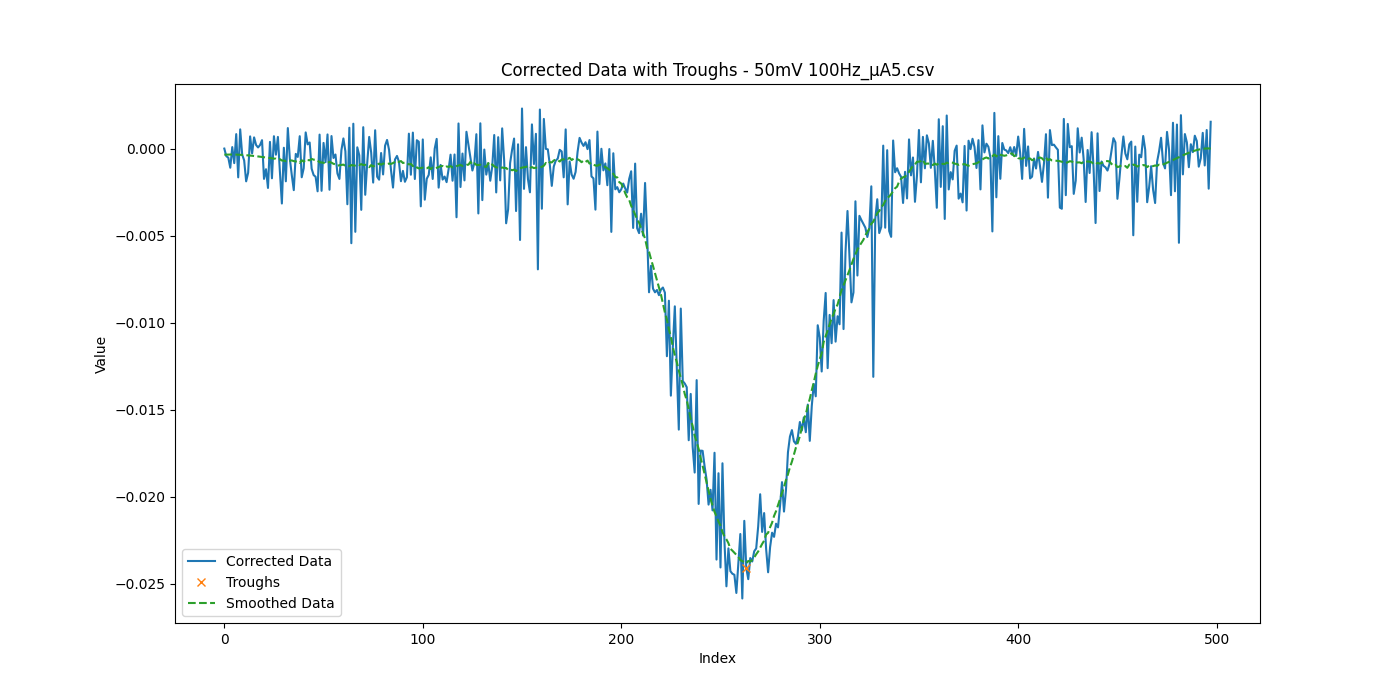 Corrected Data with Troughs - 50mV 100Hz_µA5.csv
0.000
−0.005
−0.010
−0.015
−0.020
−0.025
Value
Corrected Data
Troughs
Smoothed Data
0 100 200 300 400 500
Index